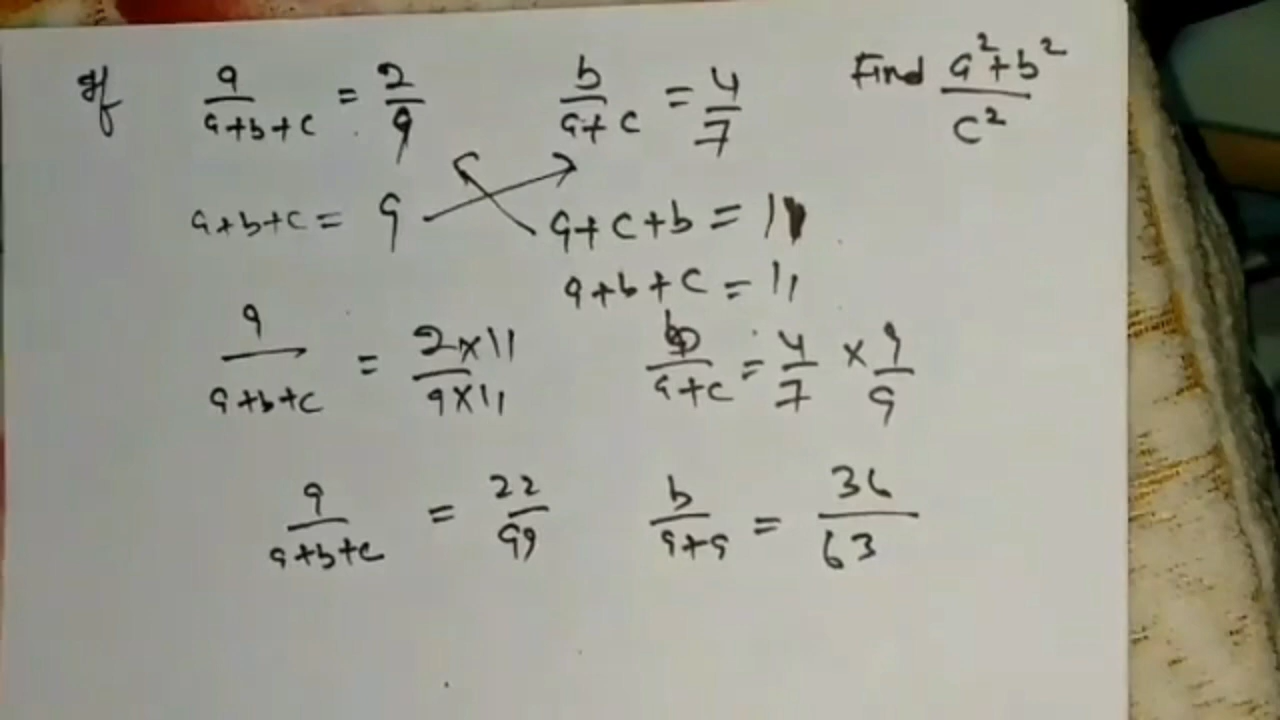 If a/(a+b+c) = 2/9 b/(a+c) = 4/7 Find (a²+b²)/c²
a+b+c = 9 a+c+b = 11
a+b+c = 11
a/(a+b+c) = (2×11)/(9×11) b/(a+c) = 4/7 × 9/9
a/(a+b+c) = 22/99 b/(a+a) = 36/63